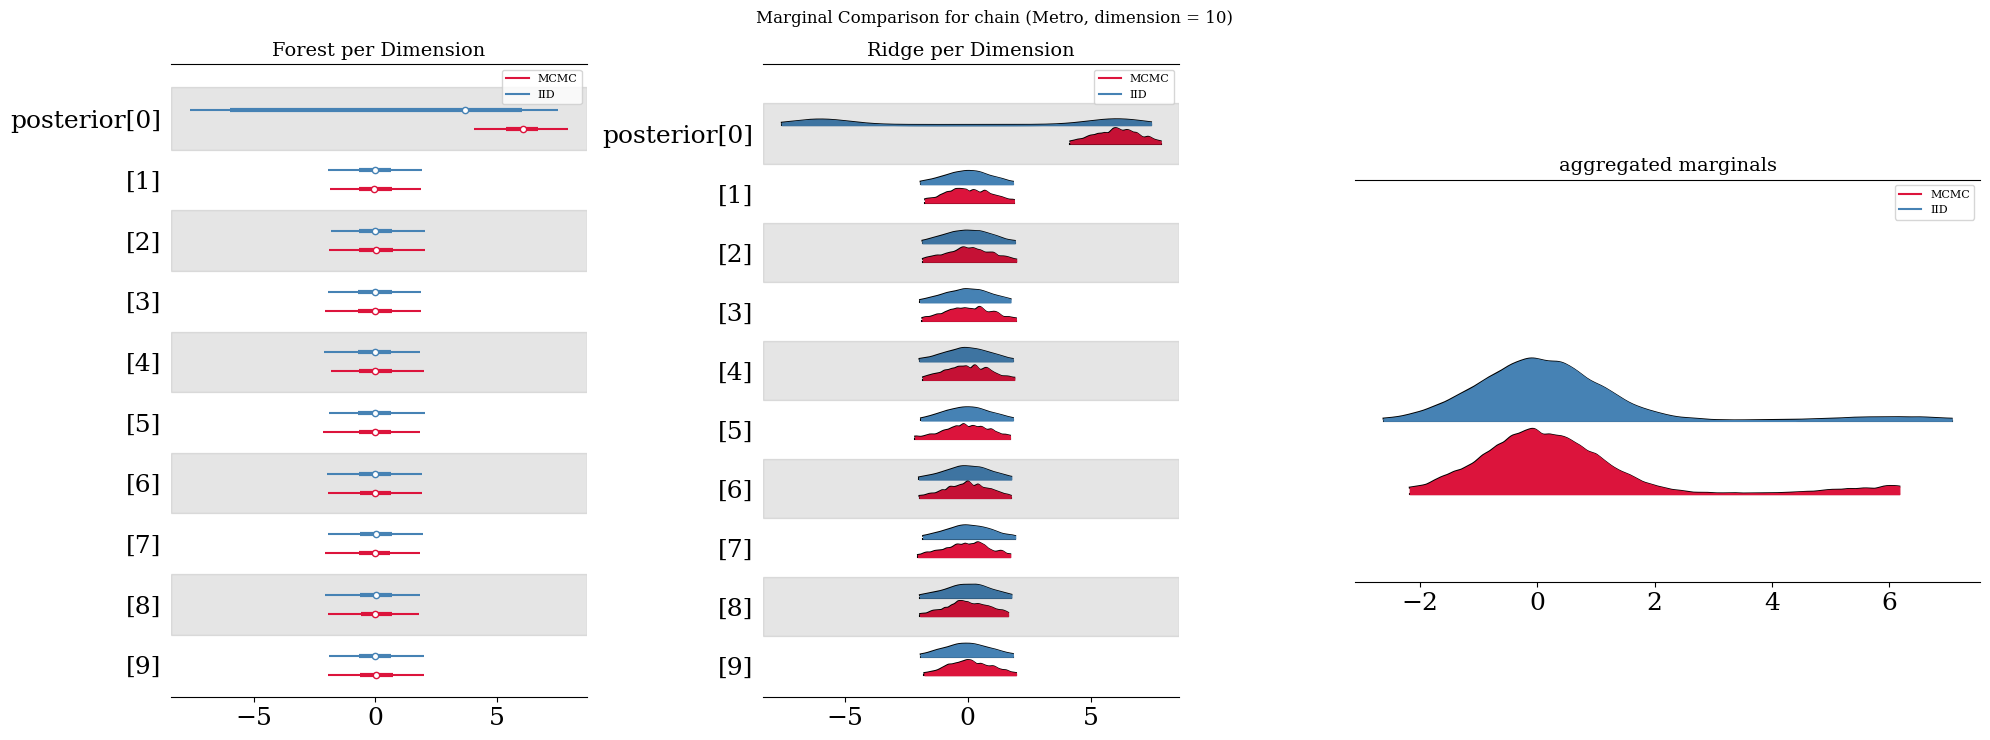 Marginal Comparison for chain (Metro, dimension = 10)
Forest per Dimension
MCMC
IID
posterior[0]
[1]
[2]
[3]
[4]
[5]
[6]
[7]
[8]
[9]
−5 0 5
Ridge per Dimension
MCMC
IID
posterior[0]
[1]
[2]
[3]
[4]
[5]
[6]
[7]
[8]
[9]
−5 0 5
aggregated marginals
MCMC
IID
−2 0 2 4 6